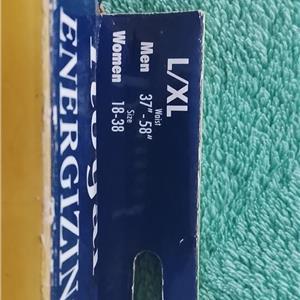 L/XL
Waist
Men 37" - 58"
Size
Women 18-38
ENERGIZIN